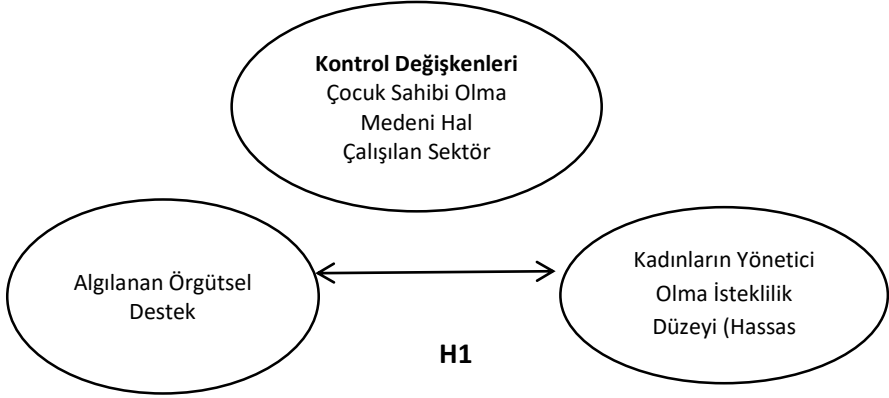 Kontrol Değişkenleri
Çocuk Sahibi Olma
Medeni Hal
Çalışılan Sektör
Algılanan Örgütsel
Destek
Kadınların Yönetici
Olma İsteklilik
Düzeyi (Hassas
H1